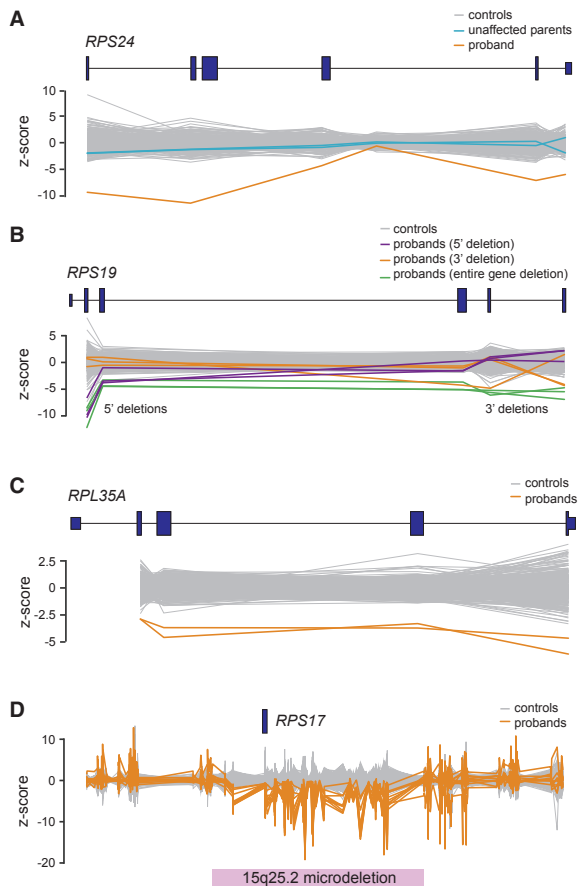 A
RPS24
controls
unaffected parents
proband
10
5
0
-5
-10
z-score
B
RPS19
controls
probands (5' deletion)
probands (3' deletion)
probands (entire gene deletion)
5
0
-5
-10
z-score
5' deletions
3' deletions
C
RPL35A
controls
probands
2.5
0
-2.5
-5
z-score
D
RPS17
controls
probands
10
0
-10
-20
z-score
15q25.2 microdeletion